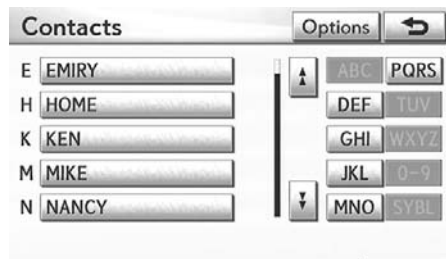 Contacts Options
E EMIRY ABC PQRS
H HOME DEF TUV
K KEN GHI WXYZ
M MIKE JKL 0-9
N NANCY MNO SYBL